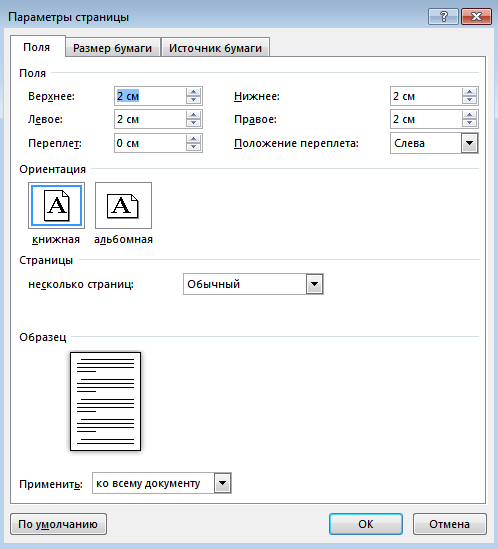 Параметры страницы
Поля Размер бумаги Источник бумаги
Поля
Верхнее: 2 см Нижнее: 2 см
Левое: 2 см Правое: 2 см
Переплет: 0 см Положение переплета: Слева
Ориентация
A A
книжная альбомная
Страницы
несколько страниц: Обычный
Образец
Применить: ко всему документу
По умолчанию ОК Отмена